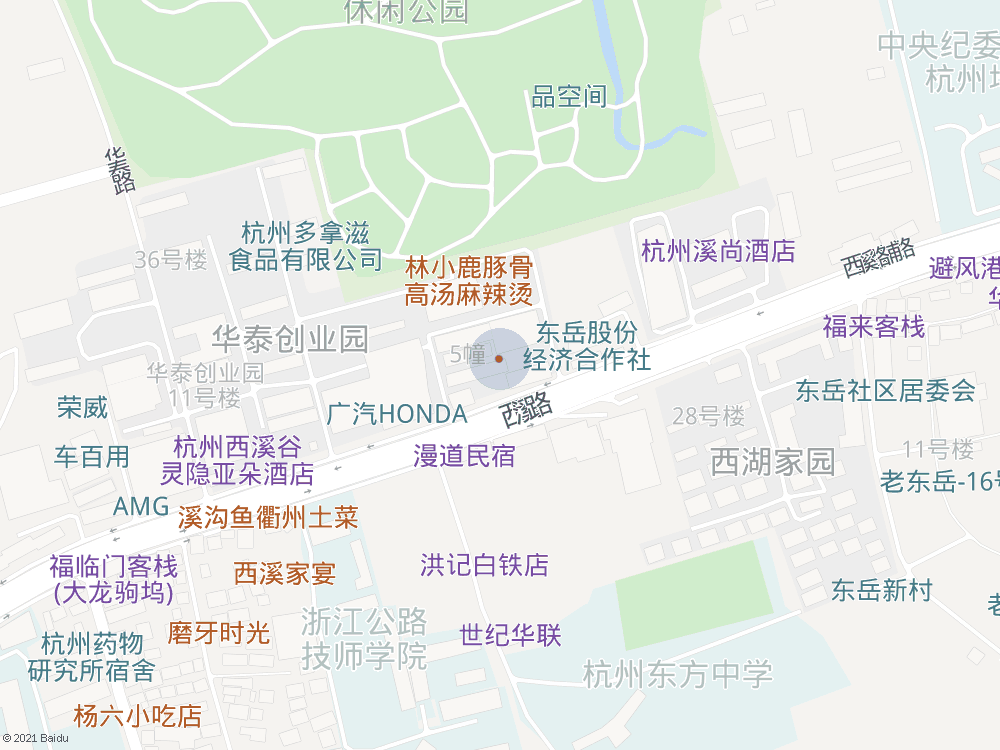 休闲公园
中央纪委
杭州
品空间
华泰路
杭州多拿滋
食品有限公司
36号楼
杭州溪尚酒店
西溪路辅路
林小鹿豚骨
高汤麻辣烫
避风港
华
福来客栈
东岳股份
经济合作社
华泰创业园
5幢
华泰创业园
11号楼
东岳社区居委会
荣威
广汽HONDA
西溪路
28号楼
杭州西溪谷
灵隐亚朵酒店
车百用
漫道民宿
11号楼
西湖家园
老东岳-16号
AMG
溪沟鱼衢州土菜
福临门客栈
(大龙驹坞)
西溪家宴
洪记白铁店
东岳新村
老
浙江公路
技师学院
磨牙时光
世纪华联
杭州药物
研究所宿舍
杭州东方中学
杨六小吃店
© 2021 Baidu